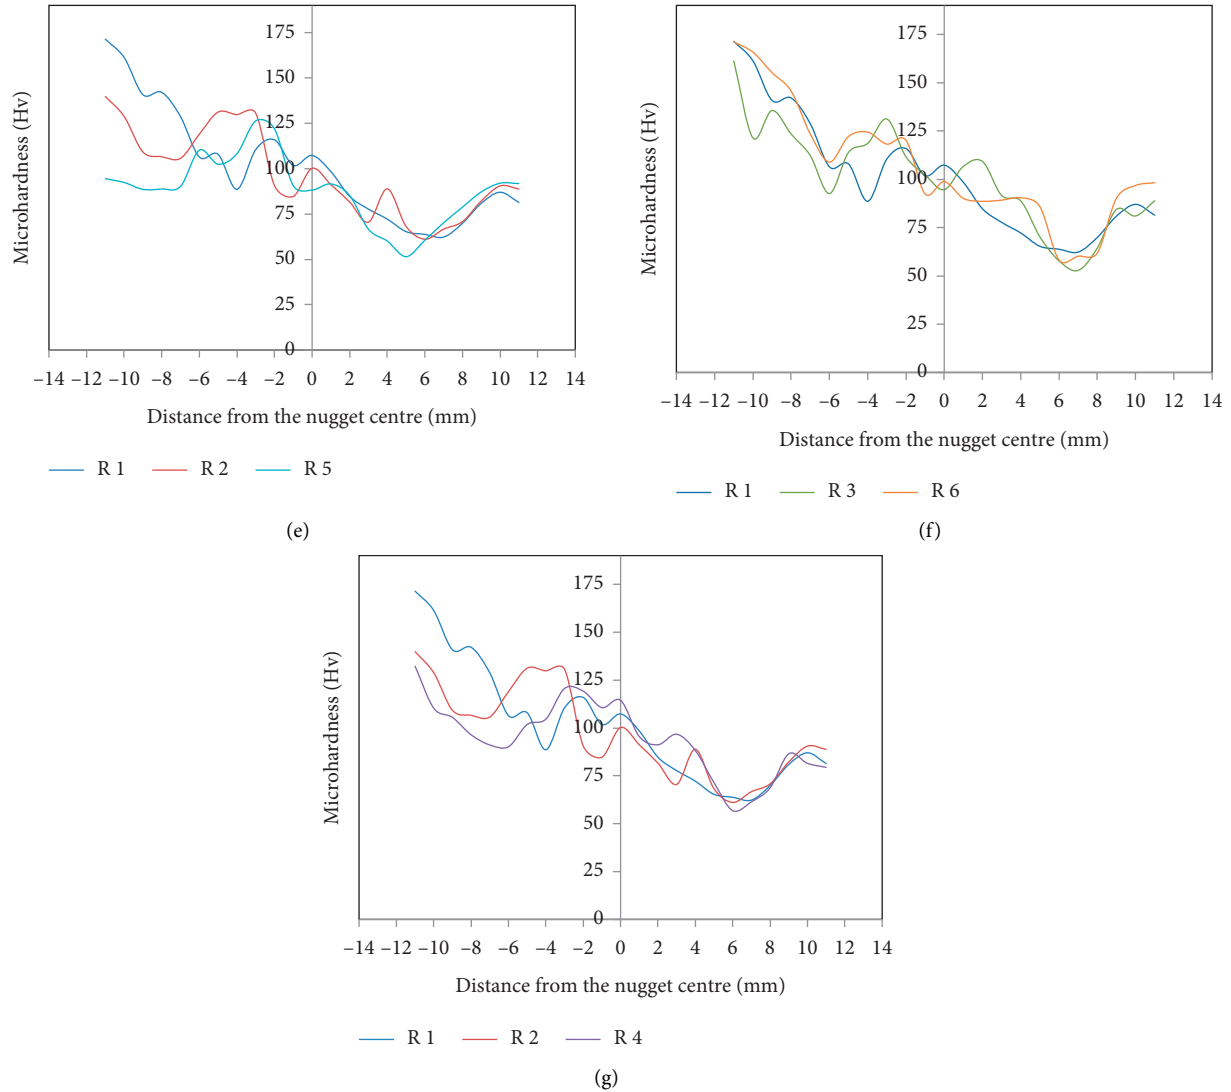 Microhardness (Hv)
175
150
125
100
75
50
25
0
–14 –12 –10 –8 –6 –4 –2 0 2 4 6 8 10 12 14
Distance from the nugget centre (mm)
R 1 R 2 R 5
(e)
Microhardness (Hv)
175
150
125
100
75
50
25
0
–14 –12 –10 –8 –6 –4 –2 0 2 4 6 8 10 12 14
Distance from the nugget centre (mm)
R 1 R 3 R 6
(f)
Microhardness (Hv)
175
150
125
100
75
50
25
0
–14 –12 –10 –8 –6 –4 –2 0 2 4 6 8 10 12 14
Distance from the nugget centre (mm)
R 1 R 2 R 4
(g)